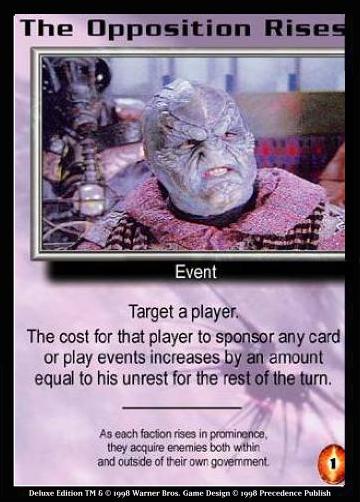 The Opposition Rises
Event
Target a player.
The cost for that player to sponsor any card
or play events increases by an amount
equal to his unrest for the rest of the turn.
As each faction rises in prominence,
they acquire enemies both within
and outside of their own government.
1
Deluxe Edition TM & © 1998 Warner Bros. Game Design © 1998 Precedence Publish